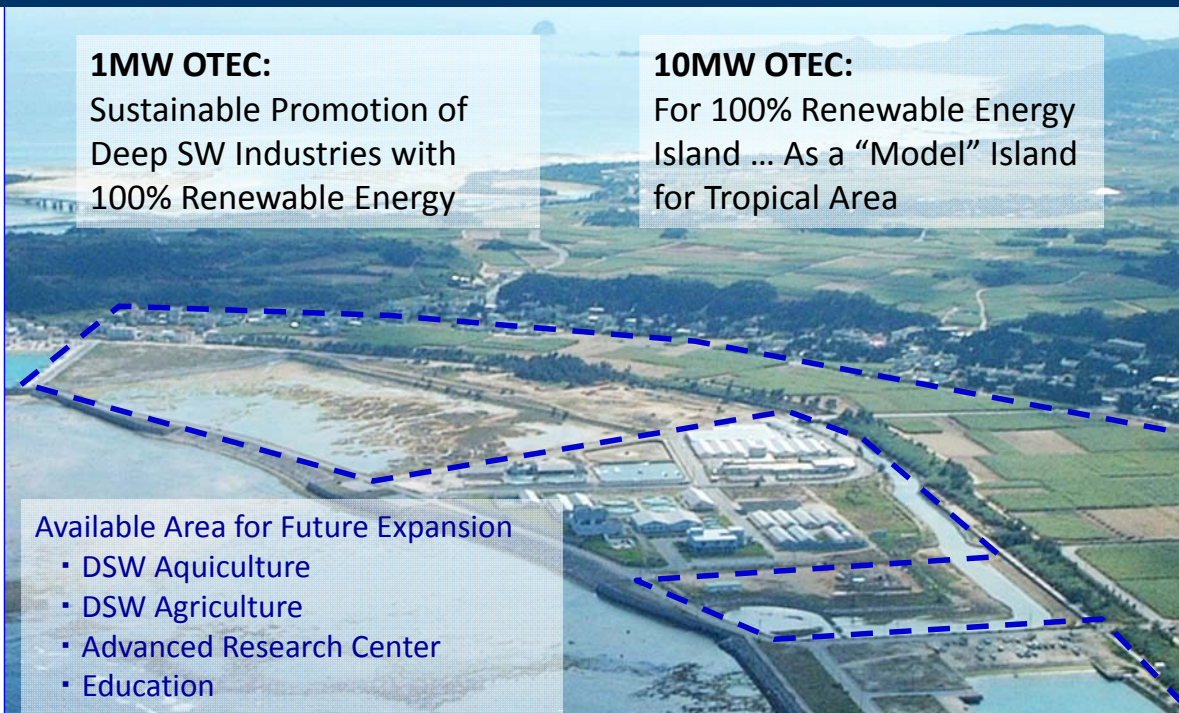 1MW OTEC:
Sustainable Promotion of
Deep SW Industries with
100% Renewable Energy
10MW OTEC:
For 100% Renewable Energy
Island ... As a “Model” Island
for Tropical Area
Available Area for Future Expansion
・DSW Aquiculture
・DSW Agriculture
・Advanced Research Center
・Education